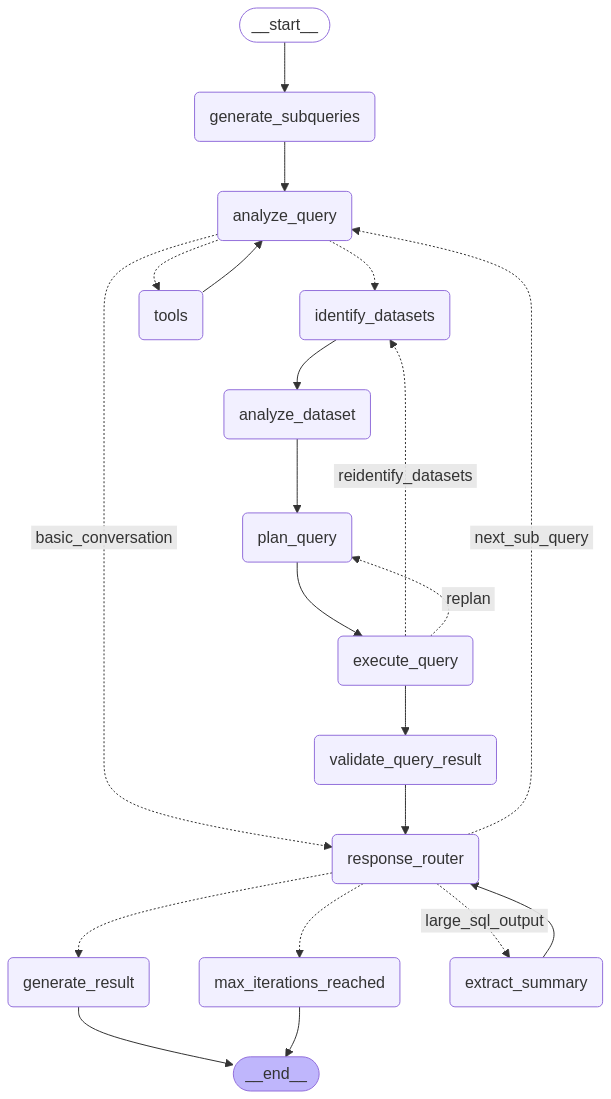 __start__
generate_subqueries
analyze_query
tools
identify_datasets
analyze_dataset
reidentify_datasets
basic_conversation
plan_query
next_sub_query
replan
execute_query
validate_query_result
response_router
large_sql_output
generate_result
max_iterations_reached
extract_summary
__end__